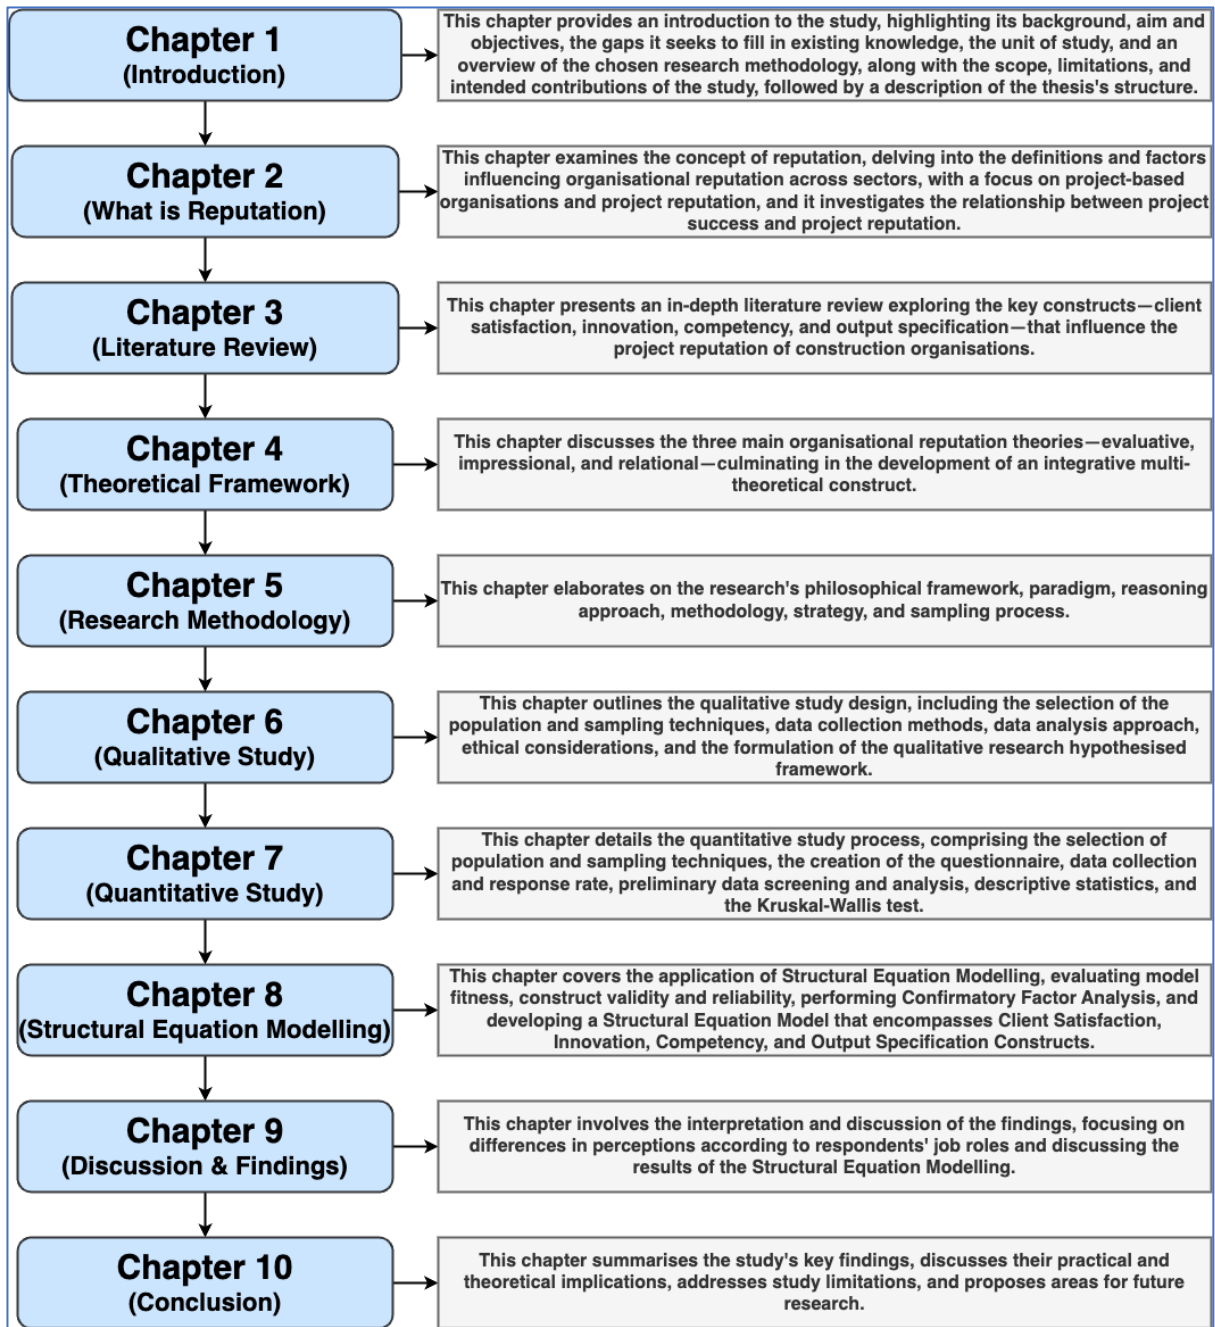 Chapter 1
(Introduction)
This chapter provides an introduction to the study, highlighting its background, aim and
objectives, the gaps it seeks to fill in existing knowledge, the unit of study, and an
overview of the chosen research methodology, along with the scope, limitations, and
intended contributions of the study, followed by a description of the thesis's structure.
Chapter 2
(What is Reputation)
This chapter examines the concept of reputation, delving into the definitions and factors
influencing organisational reputation across sectors, with a focus on project-based
organisations and project reputation, and it investigates the relationship between project
success and project reputation.
Chapter 3
(Literature Review)
This chapter presents an in-depth literature review exploring the key constructs—client
satisfaction, innovation, competency, and output specification—that influence the
project reputation of construction organisations.
Chapter 4
(Theoretical Framework)
This chapter discusses the three main organisational reputation theories—evaluative,
impressional, and relational—culminating in the development of an integrative multi-
theoretical construct.
Chapter 5
(Research Methodology)
This chapter elaborates on the research's philosophical framework, paradigm, reasoning
approach, methodology, strategy, and sampling process.
Chapter 6
(Qualitative Study)
This chapter outlines the qualitative study design, including the selection of the
population and sampling techniques, data collection methods, data analysis approach,
ethical considerations, and the formulation of the qualitative research hypothesised
framework.
Chapter 7
(Quantitative Study)
This chapter details the quantitative study process, comprising the selection of
population and sampling techniques, the creation of the questionnaire, data collection
and response rate, preliminary data screening and analysis, descriptive statistics, and
the Kruskal-Wallis test.
Chapter 8
(Structural Equation Modelling)
This chapter covers the application of Structural Equation Modelling, evaluating model
fitness, construct validity and reliability, performing Confirmatory Factor Analysis, and
developing a Structural Equation Model that encompasses Client Satisfaction,
Innovation, Competency, and Output Specification Constructs.
Chapter 9
(Discussion & Findings)
This chapter involves the interpretation and discussion of the findings, focusing on
differences in perceptions according to respondents' job roles and discussing the
results of the Structural Equation Modelling.
Chapter 10
(Conclusion)
This chapter summarises the study's key findings, discusses their practical and
theoretical implications, addresses study limitations, and proposes areas for future
research.